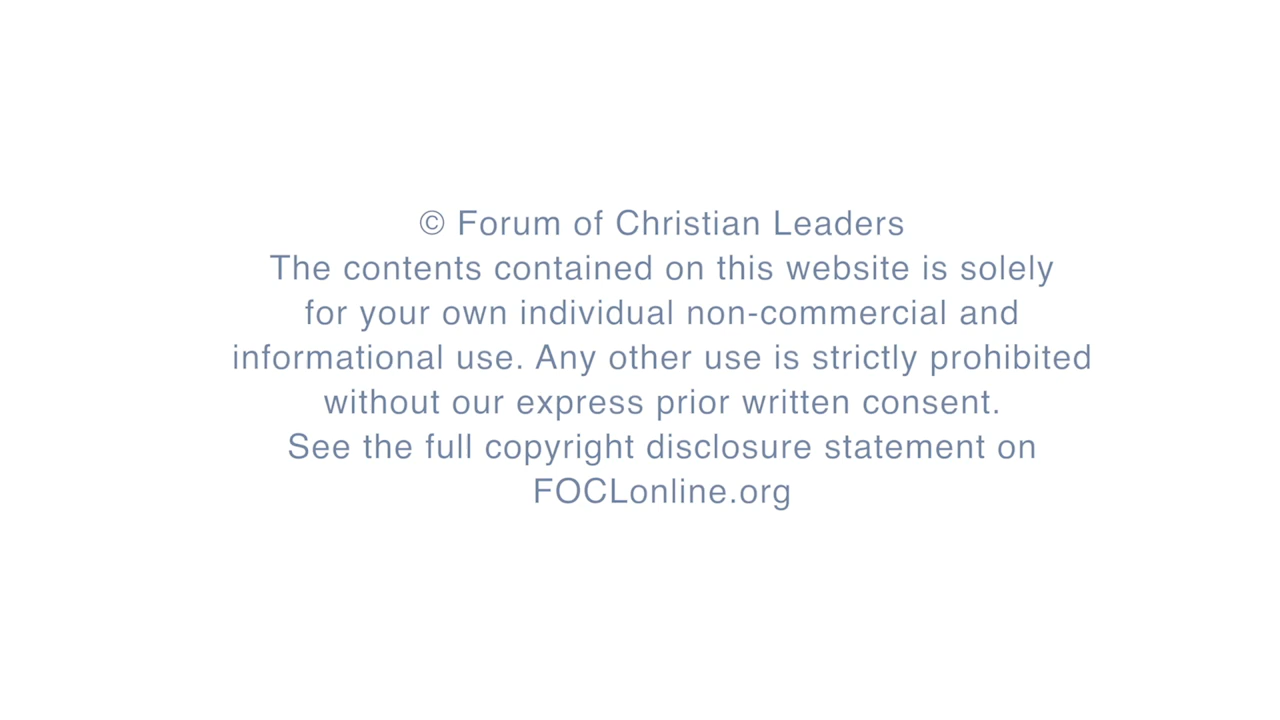 © Forum of Christian Leaders
The contents contained on this website is solely
for your own individual non-commercial and
informational use. Any other use is strictly prohibited
without our express prior written consent.
See the full copyright disclosure statement on
FOCLonline.org